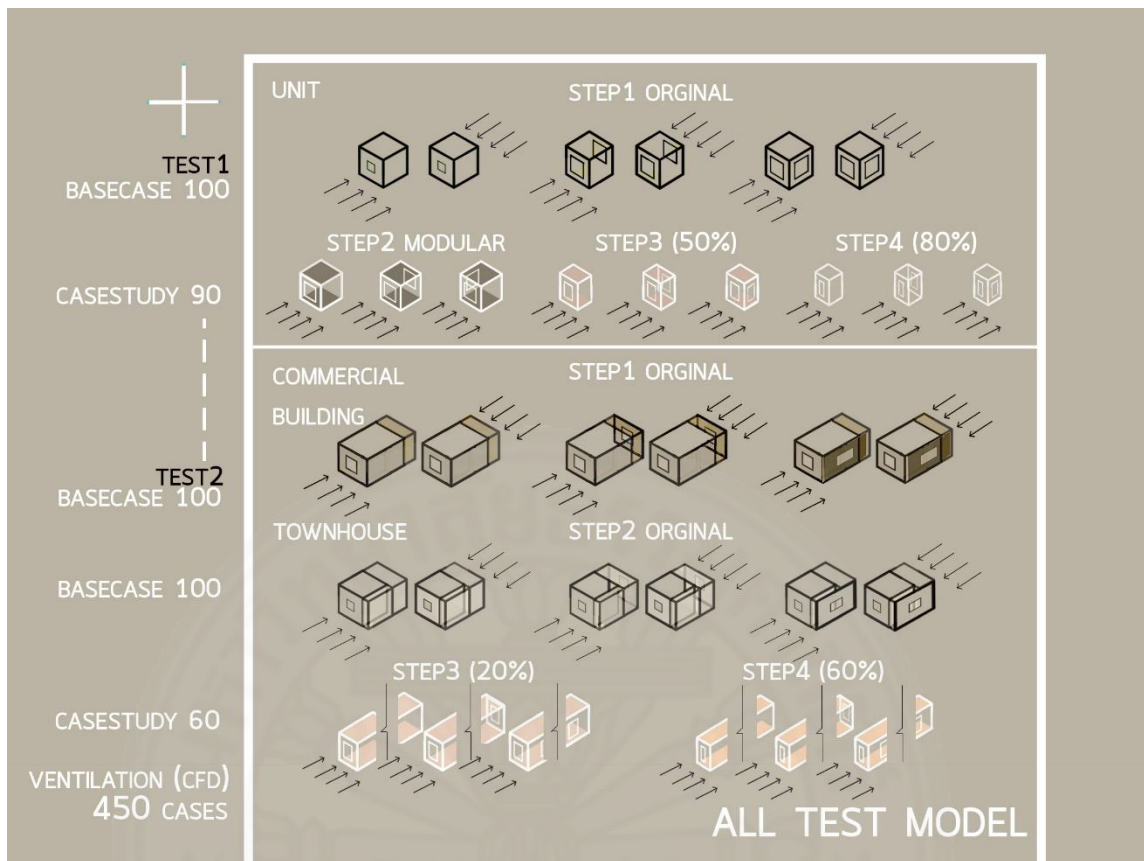 UNIT
STEP1 ORGINAL
TEST1
BASECASE 100
STEP2 MODULAR
STEP3 (50%)
STEP4 (80%)
CASESTUDY 90
COMMERCIAL
BUILDING
STEP1 ORGINAL
TEST2
BASECASE 100
TOWNHOUSE
STEP2 ORGINAL
BASECASE 100
STEP3 (20%)
STEP4 (60%)
CASESTUDY 60
VENTILATION (CFD)
450 CASES
ALL TEST MODEL